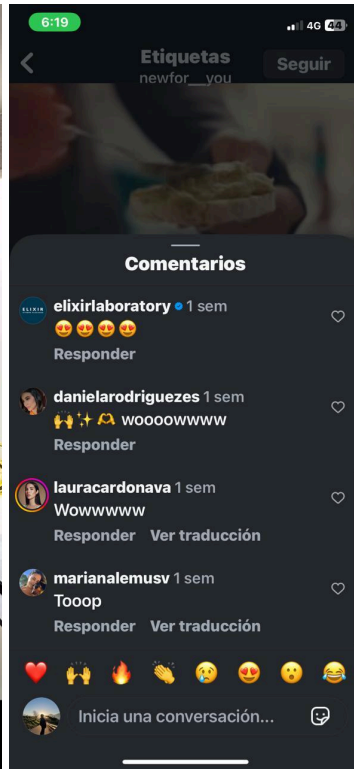 6:19
4G 44
Etiquetas
newfor__you
Seguir
Comentarios
ELIXIR
elixirlaboratory 1 sem
😍😍😍😍
Responder
danielarodriguezes 1 sem
🙌✨🫶 woooowwww
Responder
lauracardonava 1 sem
Wowwwww
Responder Ver traducción
marianalemusv 1 sem
Tooop
Responder Ver traducción
❤️🙌🔥👏😢😍😮😂
Inicia una conversación...